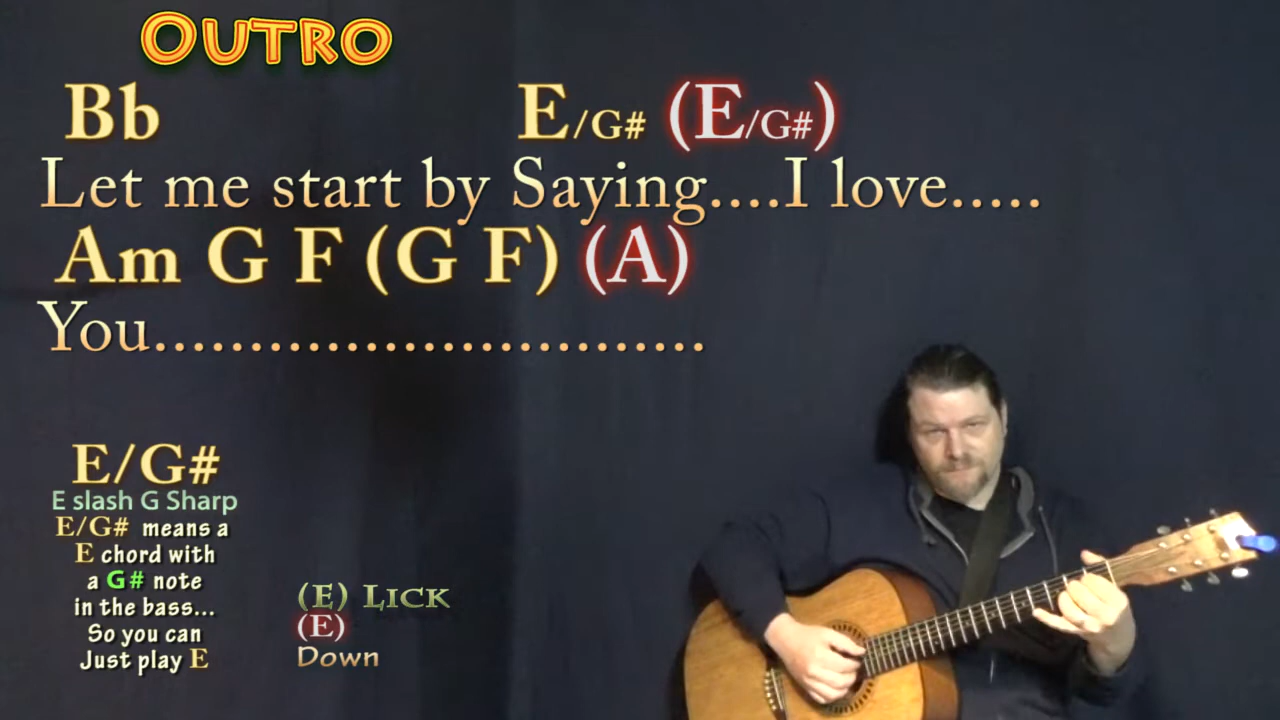 OUTRO
Bb E/G# (E/G#)
Let me start by Saying....I love.....
Am G F (G F) (A)
You.............................
E/G#
E slash G Sharp
E/G# means a
E chord with
a G# note
in the bass...
So you can
Just play E
(E) LICK
(E)
Down